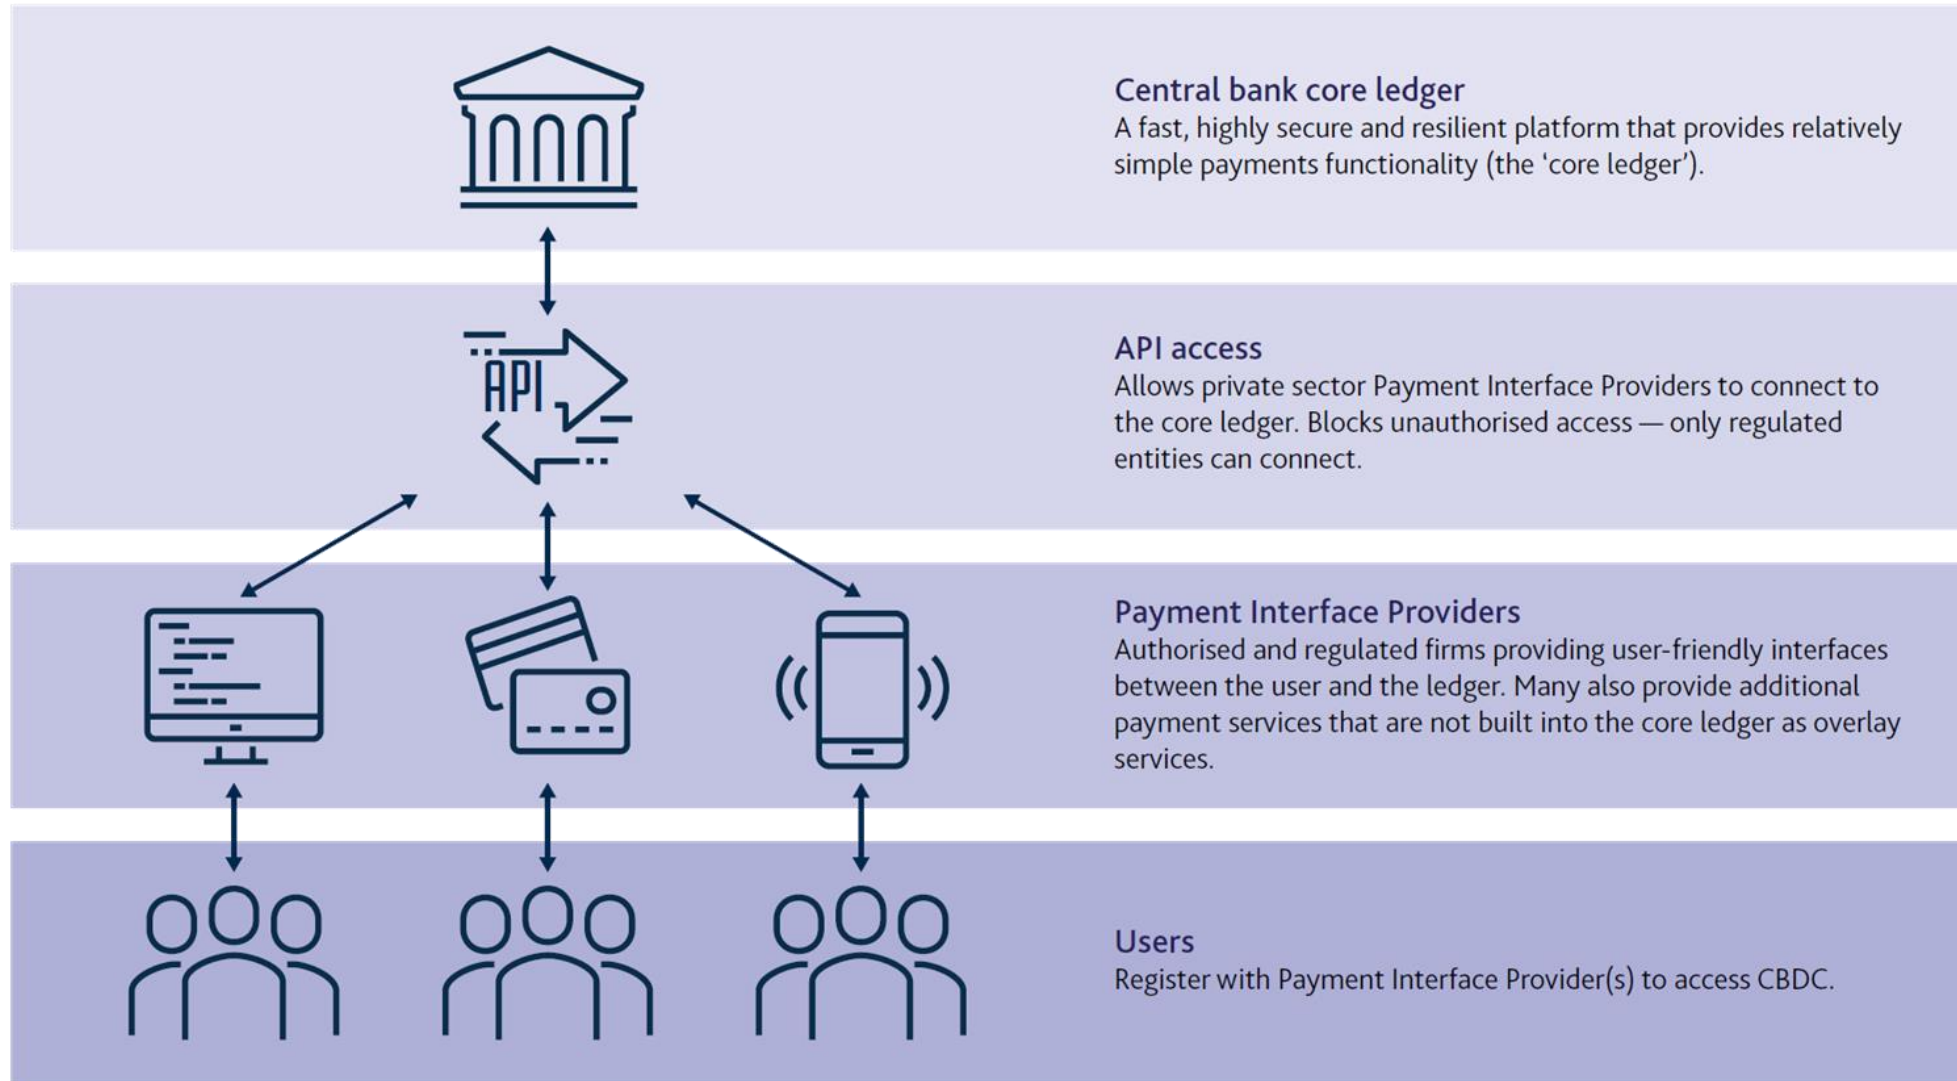 Central bank core ledger
A fast, highly secure and resilient platform that provides relatively
simple payments functionality (the ‘core ledger’).
API
API access
Allows private sector Payment Interface Providers to connect to
the core ledger. Blocks unauthorised access — only regulated
entities can connect.
Payment Interface Providers
Authorised and regulated firms providing user-friendly interfaces
between the user and the ledger. Many also provide additional
payment services that are not built into the core ledger as overlay
services.
Users
Register with Payment Interface Provider(s) to access CBDC.